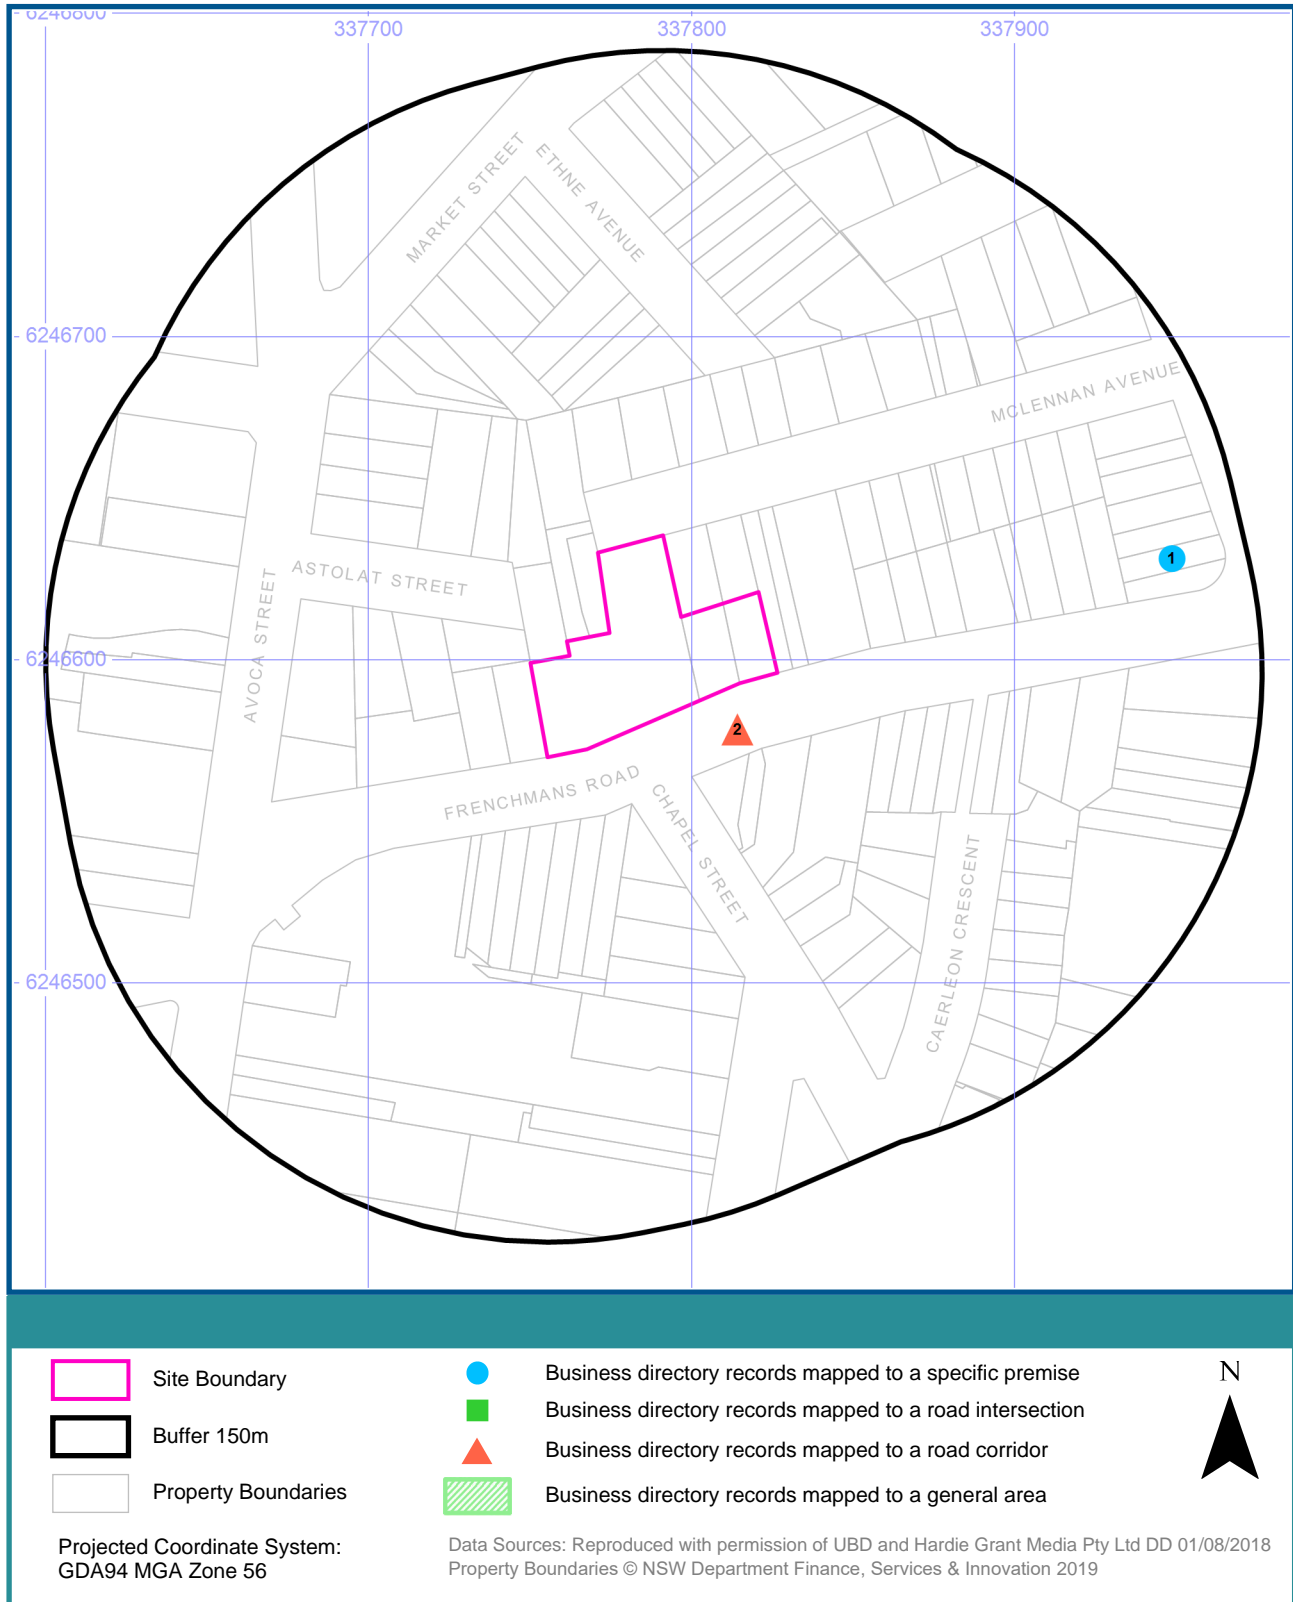 6246800
337700
337800
337900
MARKET STREET
ETHNE AVENUE
6246700
MCLENNAN AVENUE
1
ASTOLAT STREET
AVOCA STREET
6246600
2
FRENCHMANS ROAD
CHAPEL STREET
CAERLEON CRESCENT
6246500
Site Boundary
Buffer 150m
Property Boundaries
Business directory records mapped to a specific premise
Business directory records mapped to a road intersection
Business directory records mapped to a road corridor
Business directory records mapped to a general area
N
Projected Coordinate System:
GDA94 MGA Zone 56
Data Sources: Reproduced with permission of UBD and Hardie Grant Media Pty Ltd DD 01/08/2018
Property Boundaries © NSW Department Finance, Services & Innovation 2019